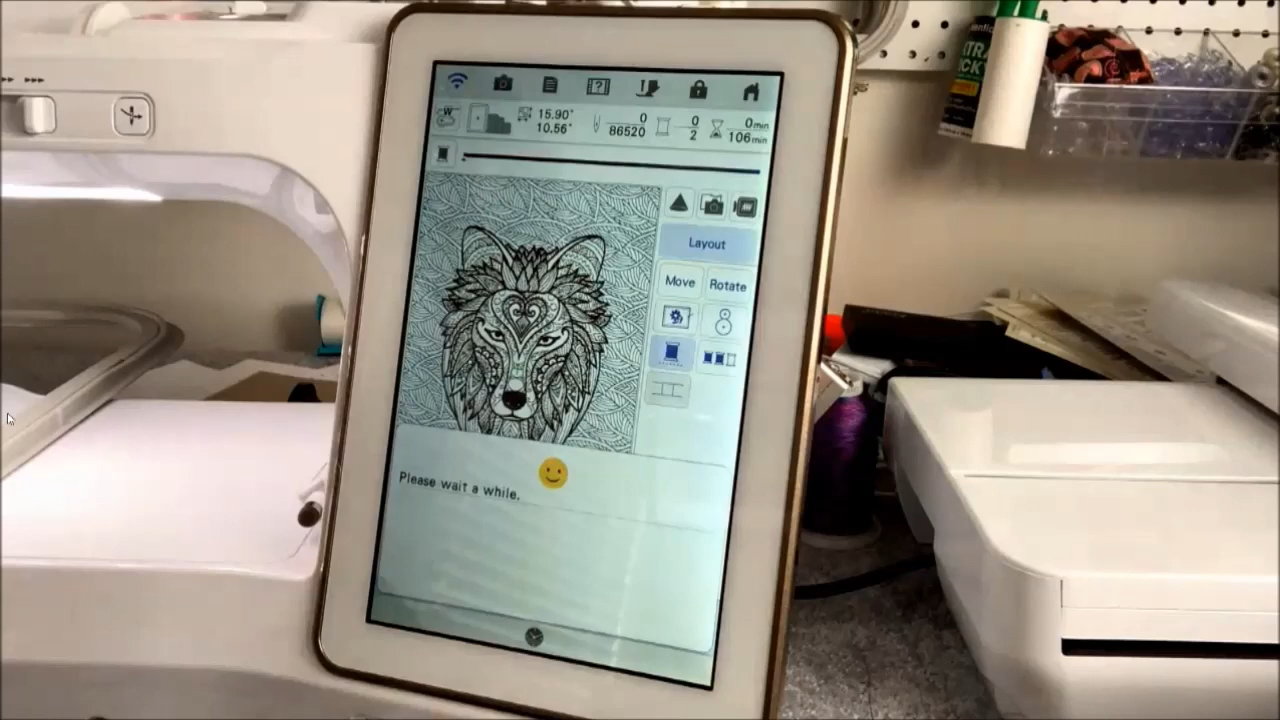 15.90"
10.56"
0
86520
0
2
0min
106min
Layout
Move
Rotate
Please wait a while.